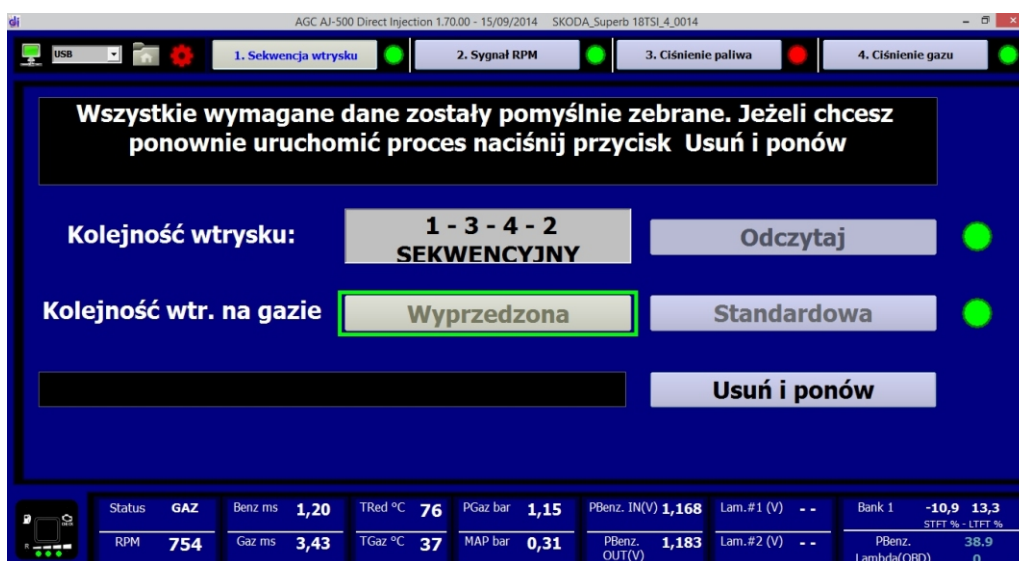 di AGC AJ-500 Direct Injection 1.70.00 - 15/09/2014 SKODA_Superb 18TSI_4_0014
USB 1. Sekwencja wtrysku 2. Sygnał RPM 3. Ciśnienie paliwa 4. Ciśnienie gazu
Wszystkie wymagane dane zostały pomyślnie zebrane. Jeżeli chcesz
ponownie uruchomić proces naciśnij przycisk Usuń i ponów
Kolejność wtrysku: 1 - 3 - 4 - 2 Odczytaj
SEKWENCYJNY
Kolejność wtr. na gazie Wyprzedzona Standardowa
Usuń i ponów
Status GAZ Benz ms 1,20 TRed °C 76 PGaz bar 1,15 PBenz. IN(V) 1,168 Lam.#1 (V) - - Bank 1 -10,9 13,3
STFT % - LTFT %
RPM 754 Gaz ms 3,43 TGaz °C 37 MAP bar 0,31 PBenz. OUT(V) 1,183 Lam.#2 (V) - - PBenz. 38.9
R Lambda(OBD) 0